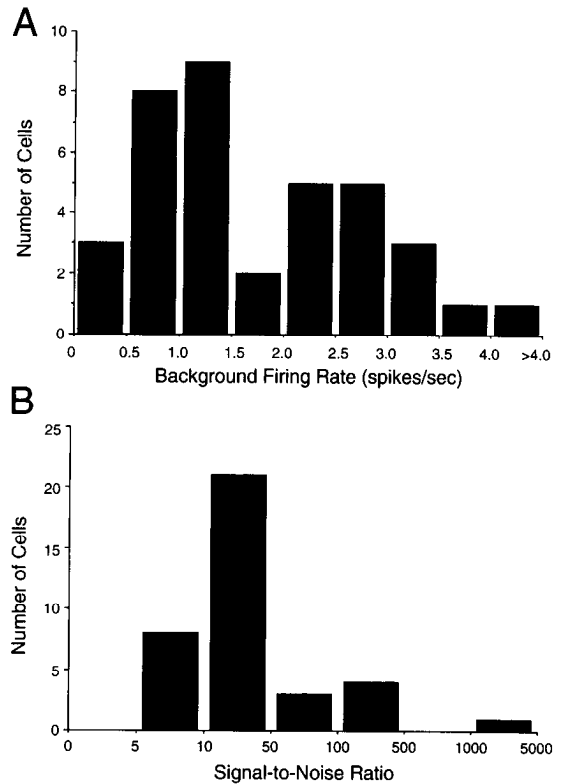 A
10
8
6
4
2
0
Number of Cells
0 0.5 1.0 1.5 2.0 2.5 3.0 3.5 4.0 >4.0
Background Firing Rate (spikes/sec)
B
25
20
15
10
5
0
Number of Cells
0 5 10 50 100 500 1000 5000
Signal-to-Noise Ratio